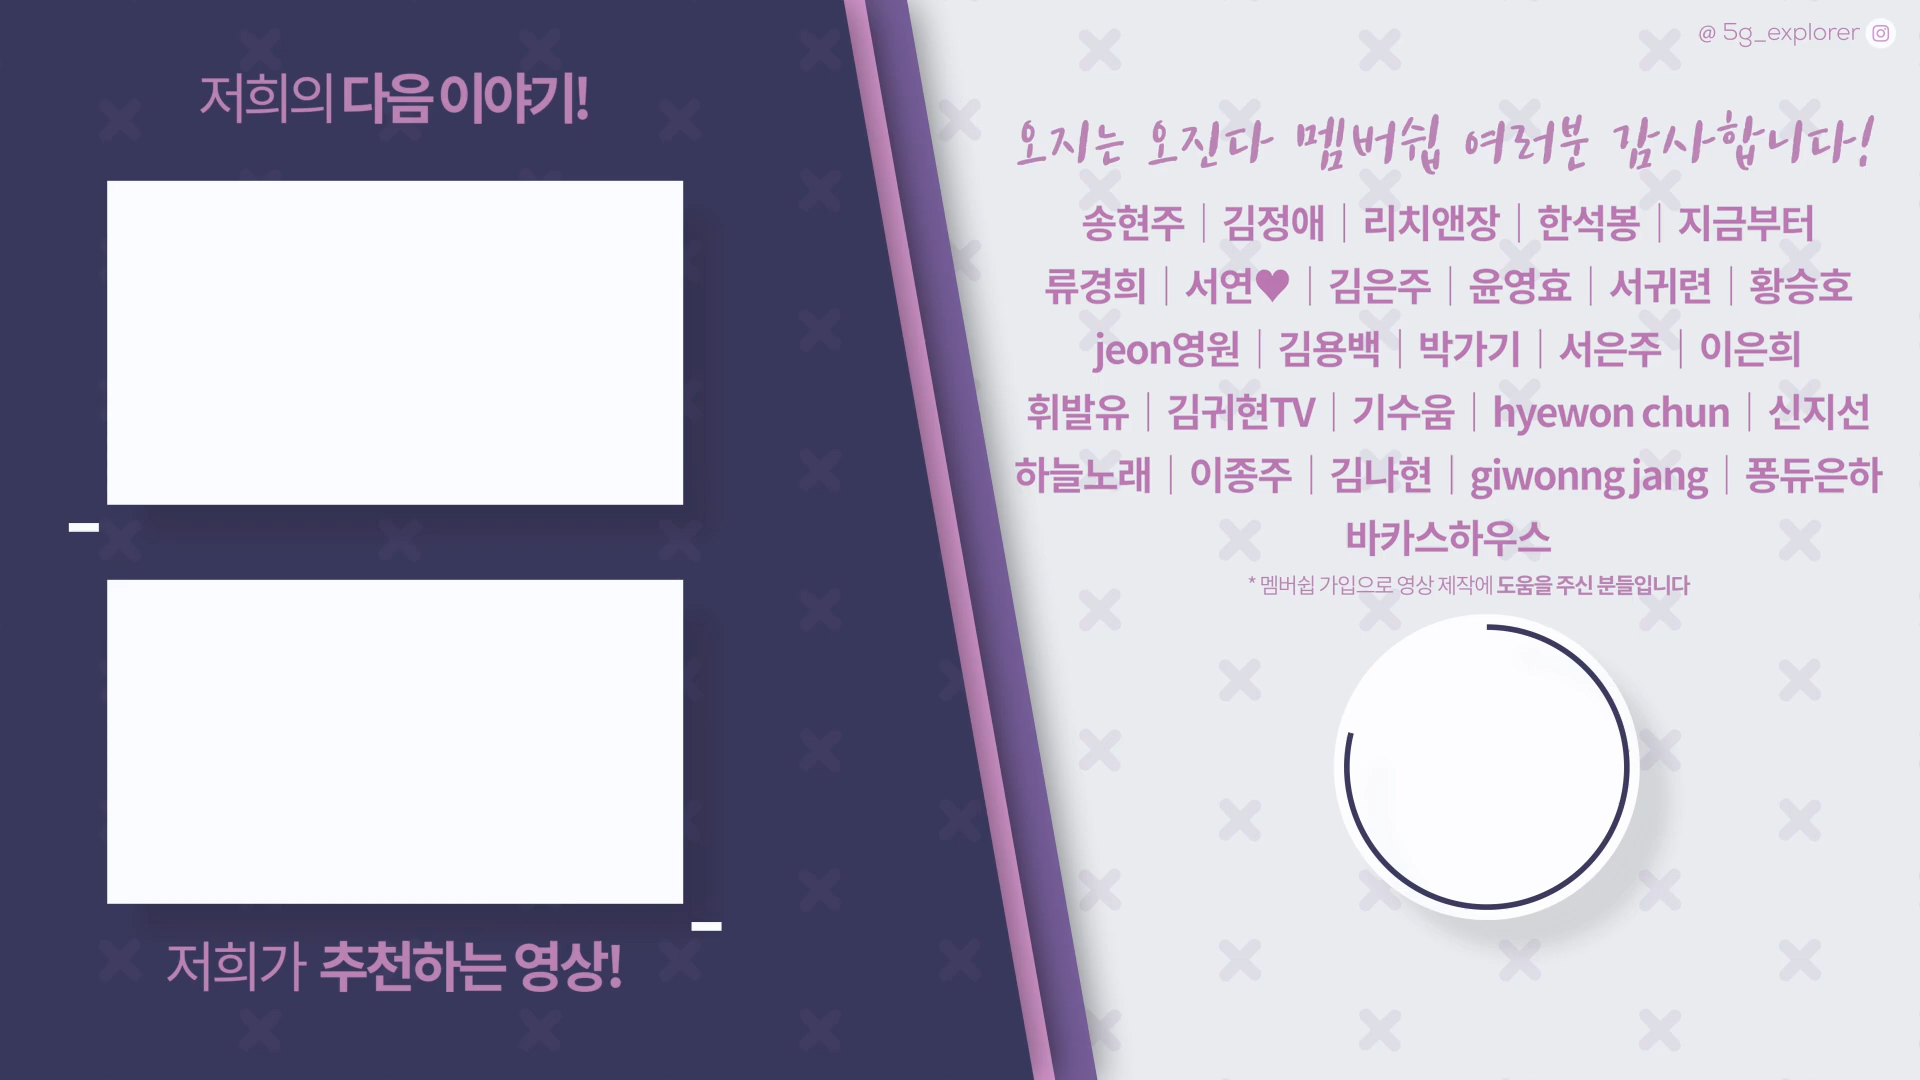 저희의 다음 이야기!
저희가 추천하는 영상!
@ 5g_explorer
오지는 오진다 멤버쉽 여러분 감사합니다!
송현주 | 김정애 | 리치앤장 | 한석봉 | 지금부터
류경희 | 서연♥ | 김은주 | 윤영효 | 서귀련 | 황승호
jeon영원 | 김용백 | 박가기 | 서은주 | 이은희
휘발유 | 김귀현TV | 기수움 | hyewon chun | 신지선
하늘노래 | 이종주 | 김나현 | giwonng jang | 퐁듀은하
바카스하우스
* 멤버쉽 가입으로 영상 제작에 도움을 주신 분들입니다